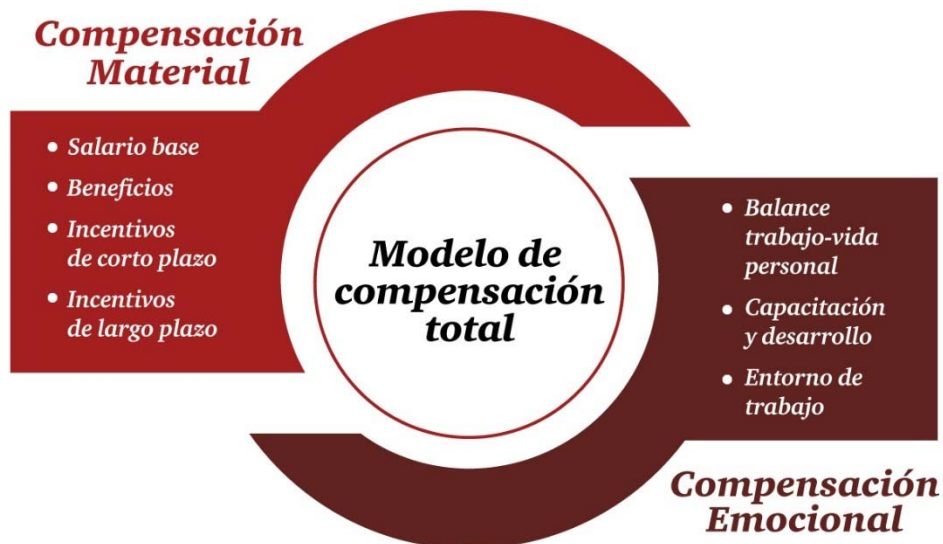 Compensación
Material
• Salario base
• Beneficios
• Incentivos
de corto plazo
• Incentivos
de largo plazo
Modelo de
compensación
total
• Balance
trabajo-vida
personal
• Capacitación
y desarrollo
• Entorno de
trabajo
Compensación
Emocional